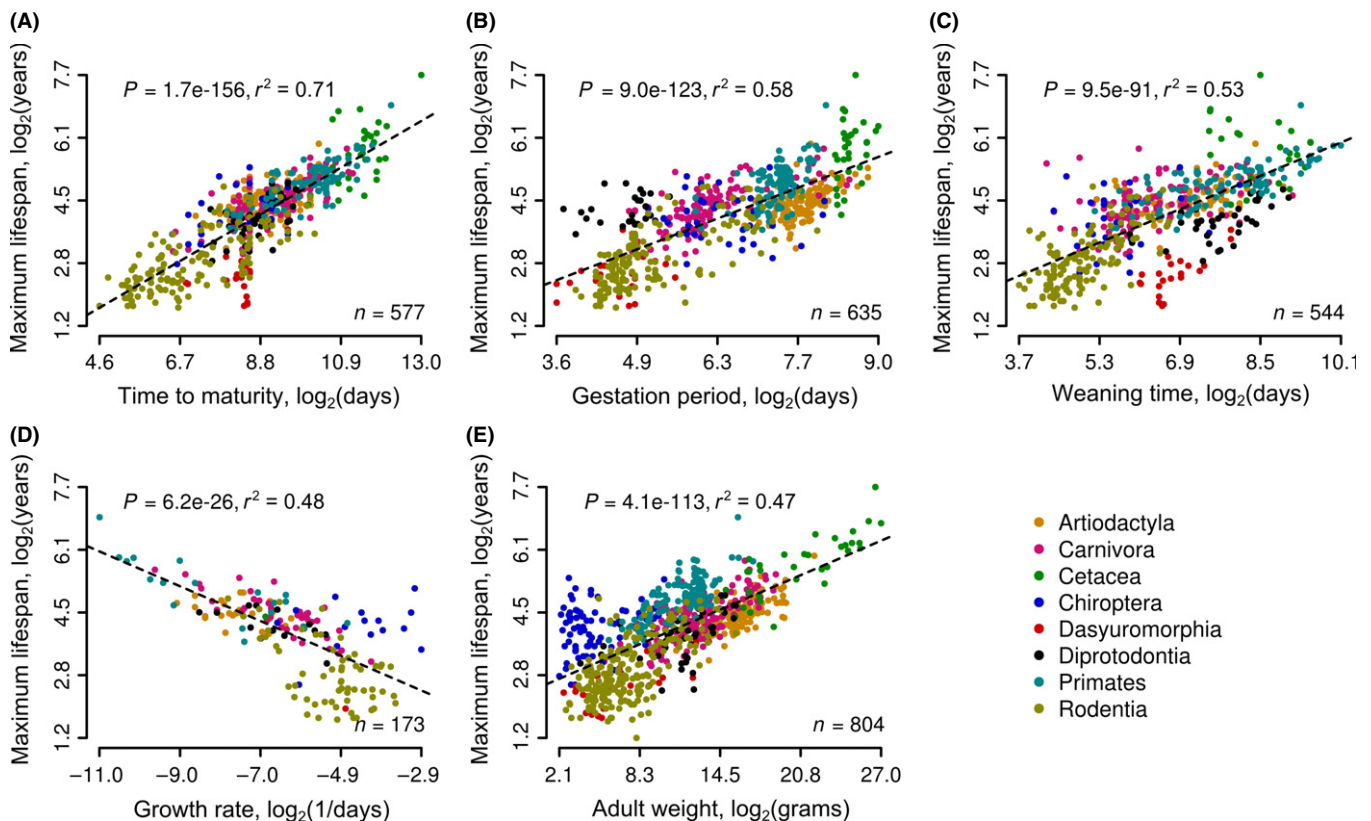 (A)
Maximum lifespan, log2(years)
7.7
6.1
4.5
2.8
1.2
P = 1.7e-156, r² = 0.71
n = 577
4.6 6.7 8.8 10.9 13.0
Time to maturity, log2(days)
(B)
Maximum lifespan, log2(years)
7.7
6.1
4.5
2.8
1.2
P = 9.0e-123, r² = 0.58
n = 635
3.6 4.9 6.3 7.7 9.0
Gestation period, log2(days)
(C)
Maximum lifespan, log2(years)
7.7
6.1
4.5
2.8
1.2
P = 9.5e-91, r² = 0.53
n = 544
3.7 5.3 6.9 8.5 10.1
Weaning time, log2(days)
(D)
Maximum lifespan, log2(years)
7.7
6.1
4.5
2.8
1.2
P = 6.2e-26, r² = 0.48
n = 173
−11.0 −9.0 −7.0 −4.9 −2.9
Growth rate, log2(1/days)
(E)
Maximum lifespan, log2(years)
7.7
6.1
4.5
2.8
1.2
P = 4.1e-113, r² = 0.47
n = 804
2.1 8.3 14.5 20.8 27.0
Adult weight, log2(grams)
Artiodactyla
Carnivora
Cetacea
Chiroptera
Dasyuromorphia
Diprotodontia
Primates
Rodentia